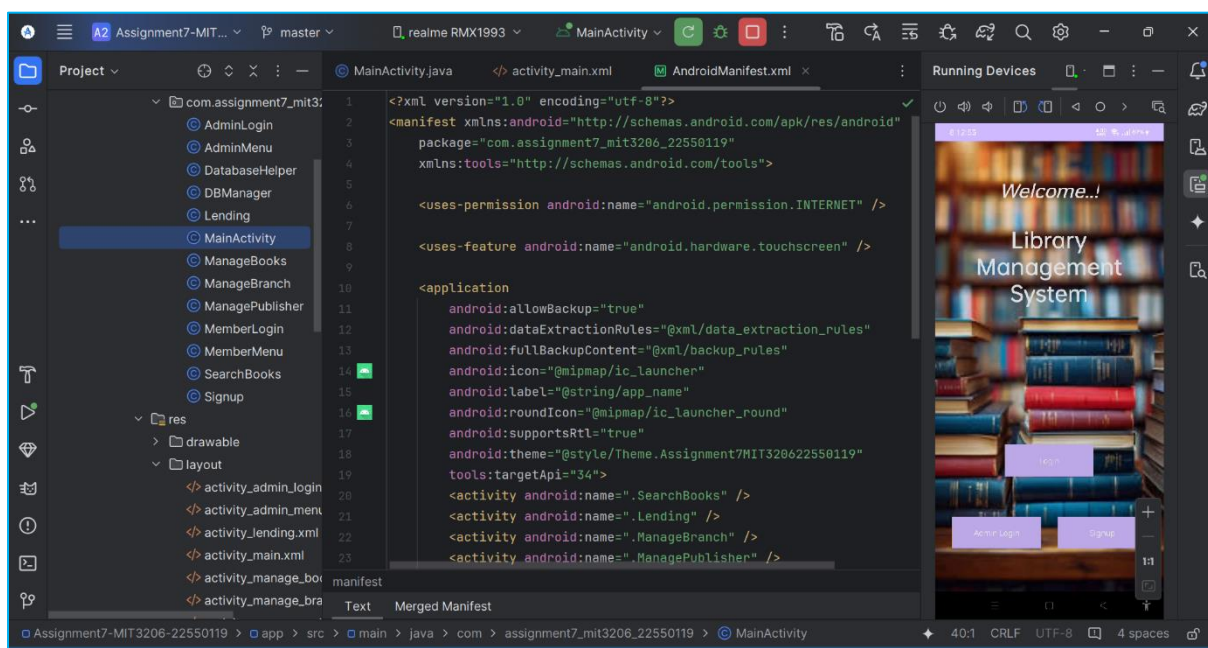 A2 Assignment7-MIT... master realme RMX1993 MainActivity
Project
MainActivity.java activity_main.xml AndroidManifest.xml
Running Devices
com.assignment7_mit32
AdminLogin
AdminMenu
DatabaseHelper
DBManager
Lending
MainActivity
ManageBooks
ManageBranch
ManagePublisher
MemberLogin
MemberMenu
SearchBooks
Signup
res
drawable
layout
activity_admin_login
activity_admin_menu
activity_lending.xml
activity_main.xml
activity_manage_boo
activity_manage_bra
1 <?xml version="1.0" encoding="utf-8"?>
2 <manifest xmlns:android="http://schemas.android.com/apk/res/android"
3 package="com.assignment7_mit3206_22550119"
4 xmlns:tools="http://schemas.android.com/tools">
5
6 <uses-permission android:name="android.permission.INTERNET" />
7
8 <uses-feature android:name="android.hardware.touchscreen" />
9
10 <application
11 android:allowBackup="true"
12 android:dataExtractionRules="@xml/data_extraction_rules"
13 android:fullBackupContent="@xml/backup_rules"
14 android:icon="@mipmap/ic_launcher"
15 android:label="@string/app_name"
16 android:roundIcon="@mipmap/ic_launcher_round"
17 android:supportsRtl="true"
18 android:theme="@style/Theme.Assignment7MIT320622550119"
19 tools:targetApi="34">
20 <activity android:name=".SearchBooks" />
21 <activity android:name=".Lending" />
22 <activity android:name=".ManageBranch" />
23 <activity android:name=".ManagePublisher" />
manifest
Text Merged Manifest
Welcome..!
Library
Management
System
Login
Admin Login Signup
1:1
Assignment7-MIT3206-22550119 > app > src > main > java > com > assignment7_mit3206_22550119 > MainActivity
40:1 CRLF UTF-8 4 spaces